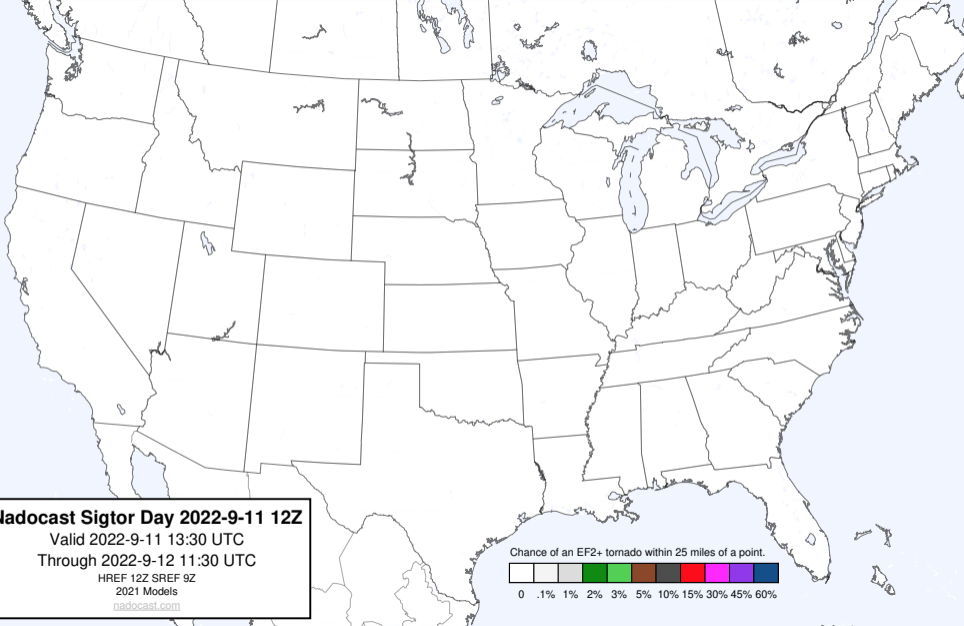 Nadocast Sigtor Day 2022-9-11 12Z
Valid 2022-9-11 13:30 UTC
Through 2022-9-12 11:30 UTC
HREF 12Z SREF 9Z
2021 Models
nadocast.com
Chance of an EF2+ tornado within 25 miles of a point.
0 .1% 1% 2% 3% 5% 10% 15% 30% 45% 60%